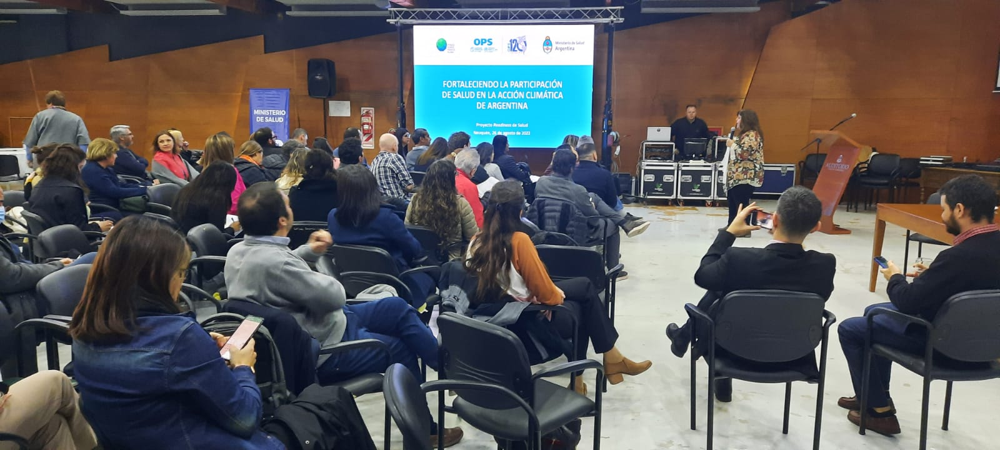 OPS
120
Ministerio de Salud
Argentina
FORTALECIENDO LA PARTICIPACIÓN
DE SALUD EN LA ACCIÓN CLIMÁTICA
DE ARGENTINA
Proyecto Readiness de Salud
Neuquén, 26 de agosto de 2022
MINISTERIO
DE SALUD
AUDITORIO